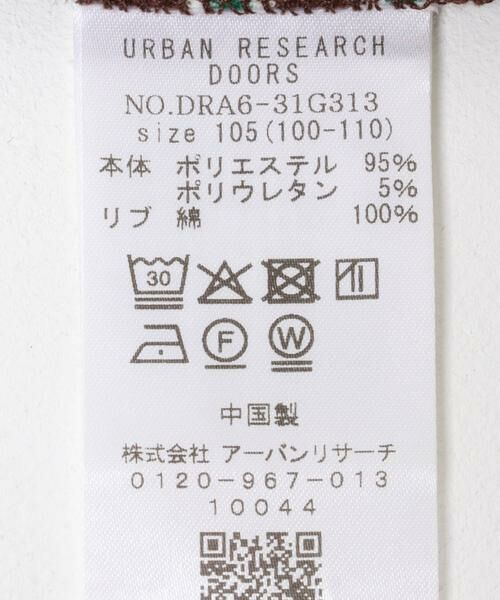 URBAN RESEARCH
DOORS
NO.DRA6-31G313
size 105(100-110)
本体 ポリエステル 95%
ポリウレタン 5%
リブ 綿 100%
30
F W
中国製
株式会社 アーバンリサーチ
0120-967-013
10044